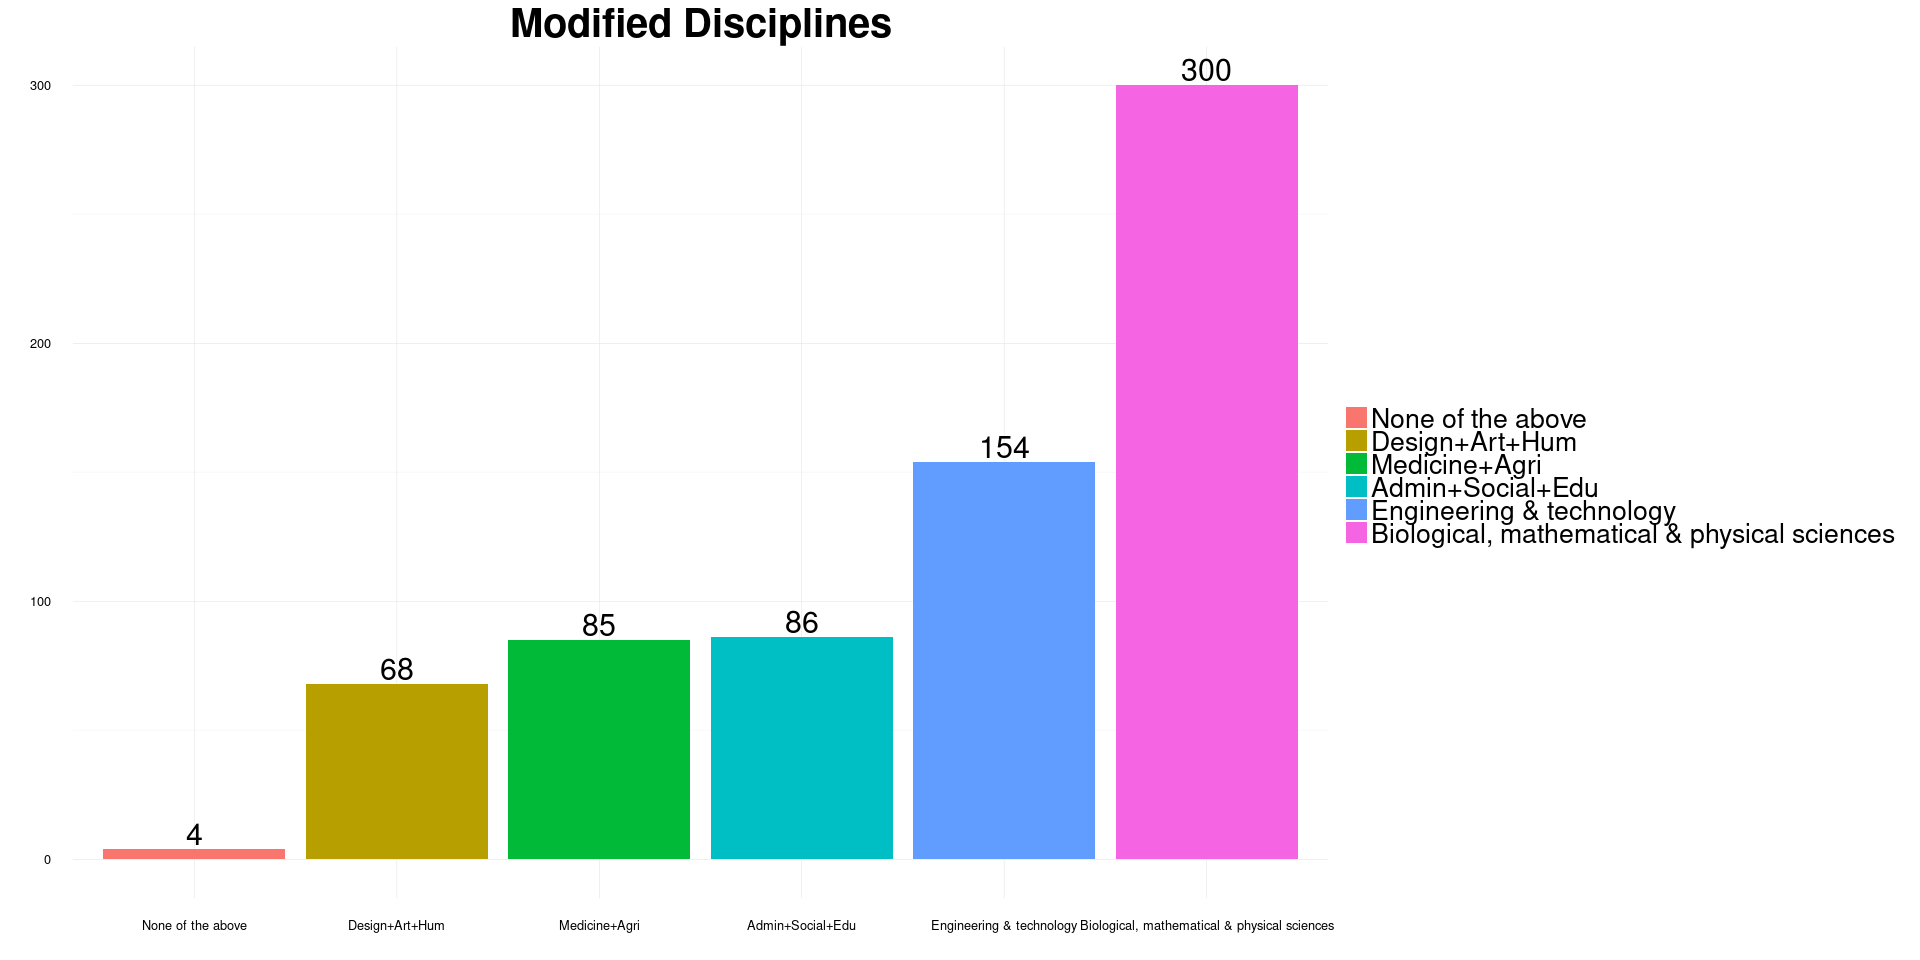 Modified Disciplines
300
300
200
154
100
86
85
68
4
0
None of the above
Design+Art+Hum
Medicine+Agri
Admin+Social+Edu
Engineering & technology
Biological, mathematical & physical sciences
None of the above
Design+Art+Hum
Medicine+Agri
Admin+Social+Edu
Engineering & technology
Biological, mathematical & physical sciences